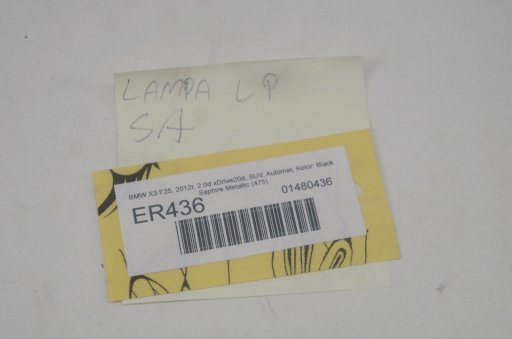 LAMPA LP
SA
BMW X3 F25, 2012r, 2.0d xDrive20d, SUV, Automat, Kolor: Black
Saphire Metallic (475)
ER436
01480436